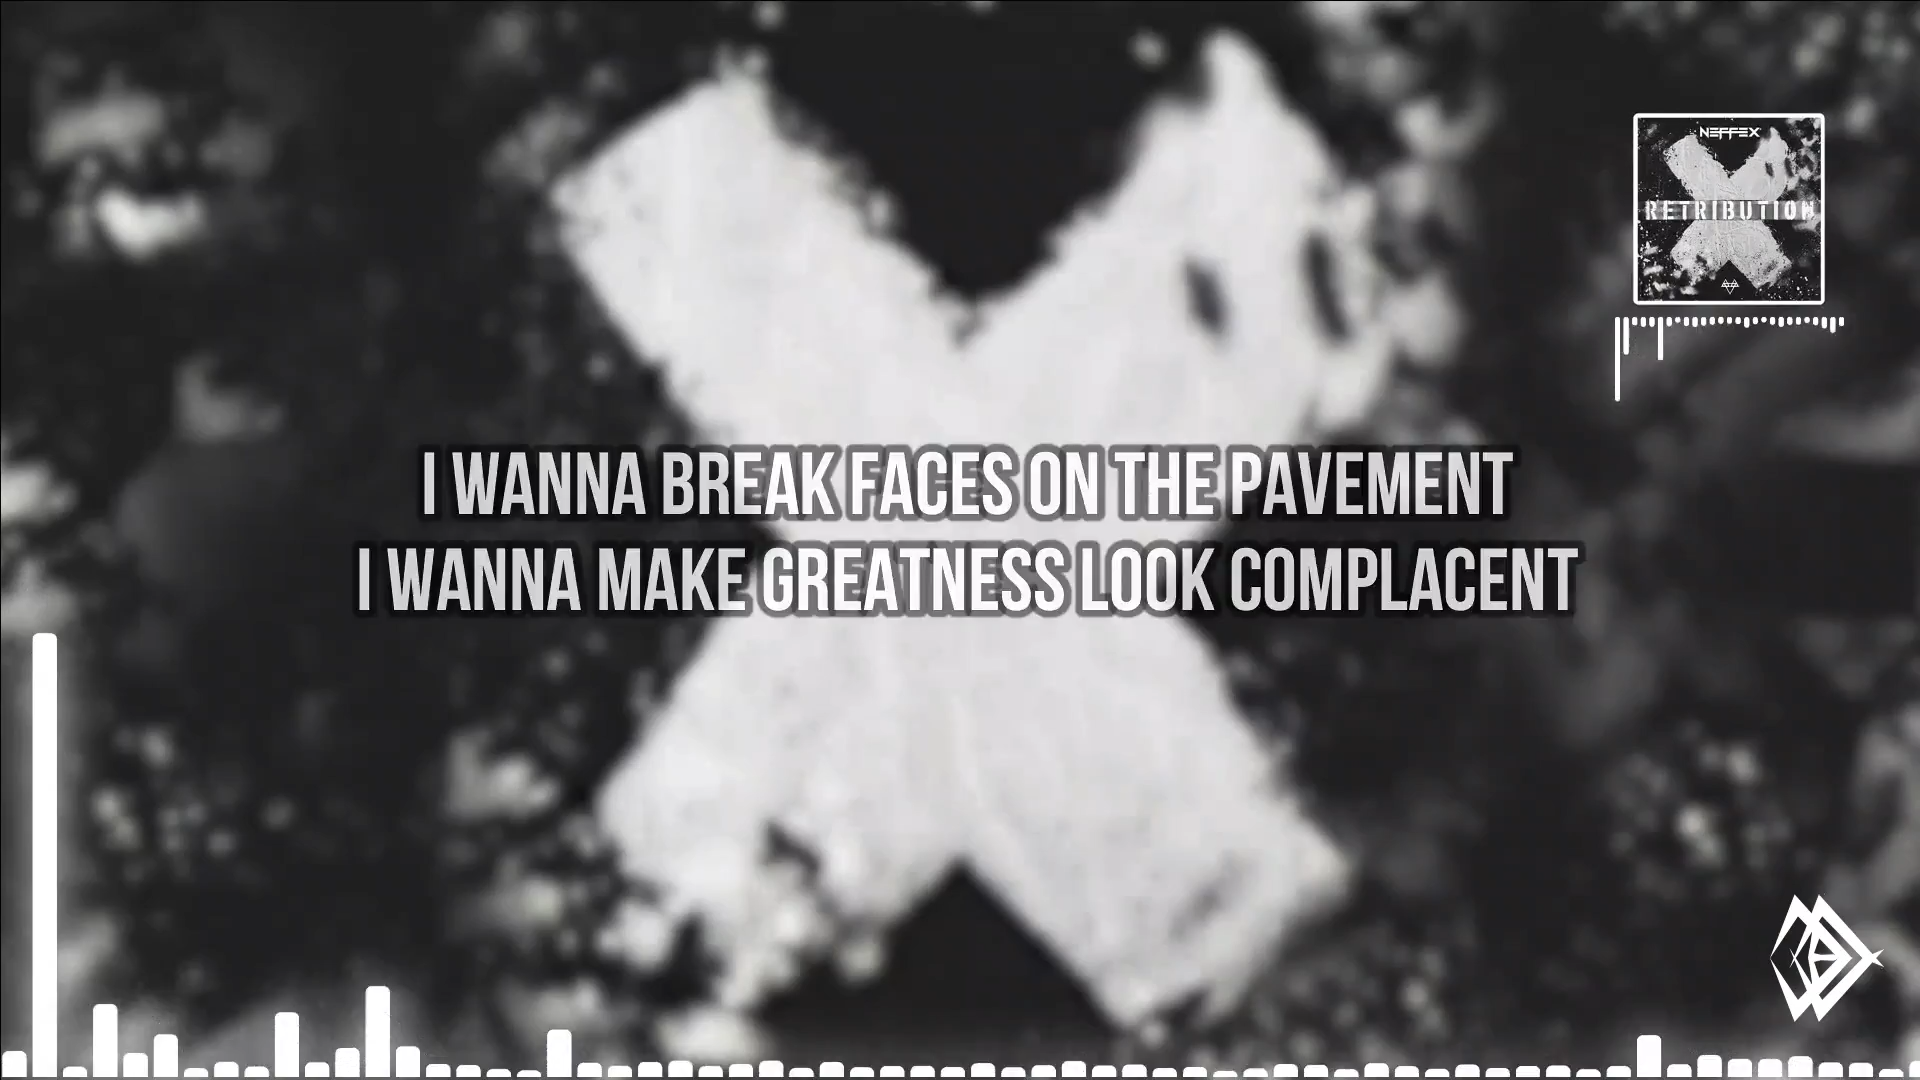 NEFFEX
RETRIBUTION
I WANNA BREAK FACES ON THE PAVEMENT
I WANNA MAKE GREATNESS LOOK COMPLACENT